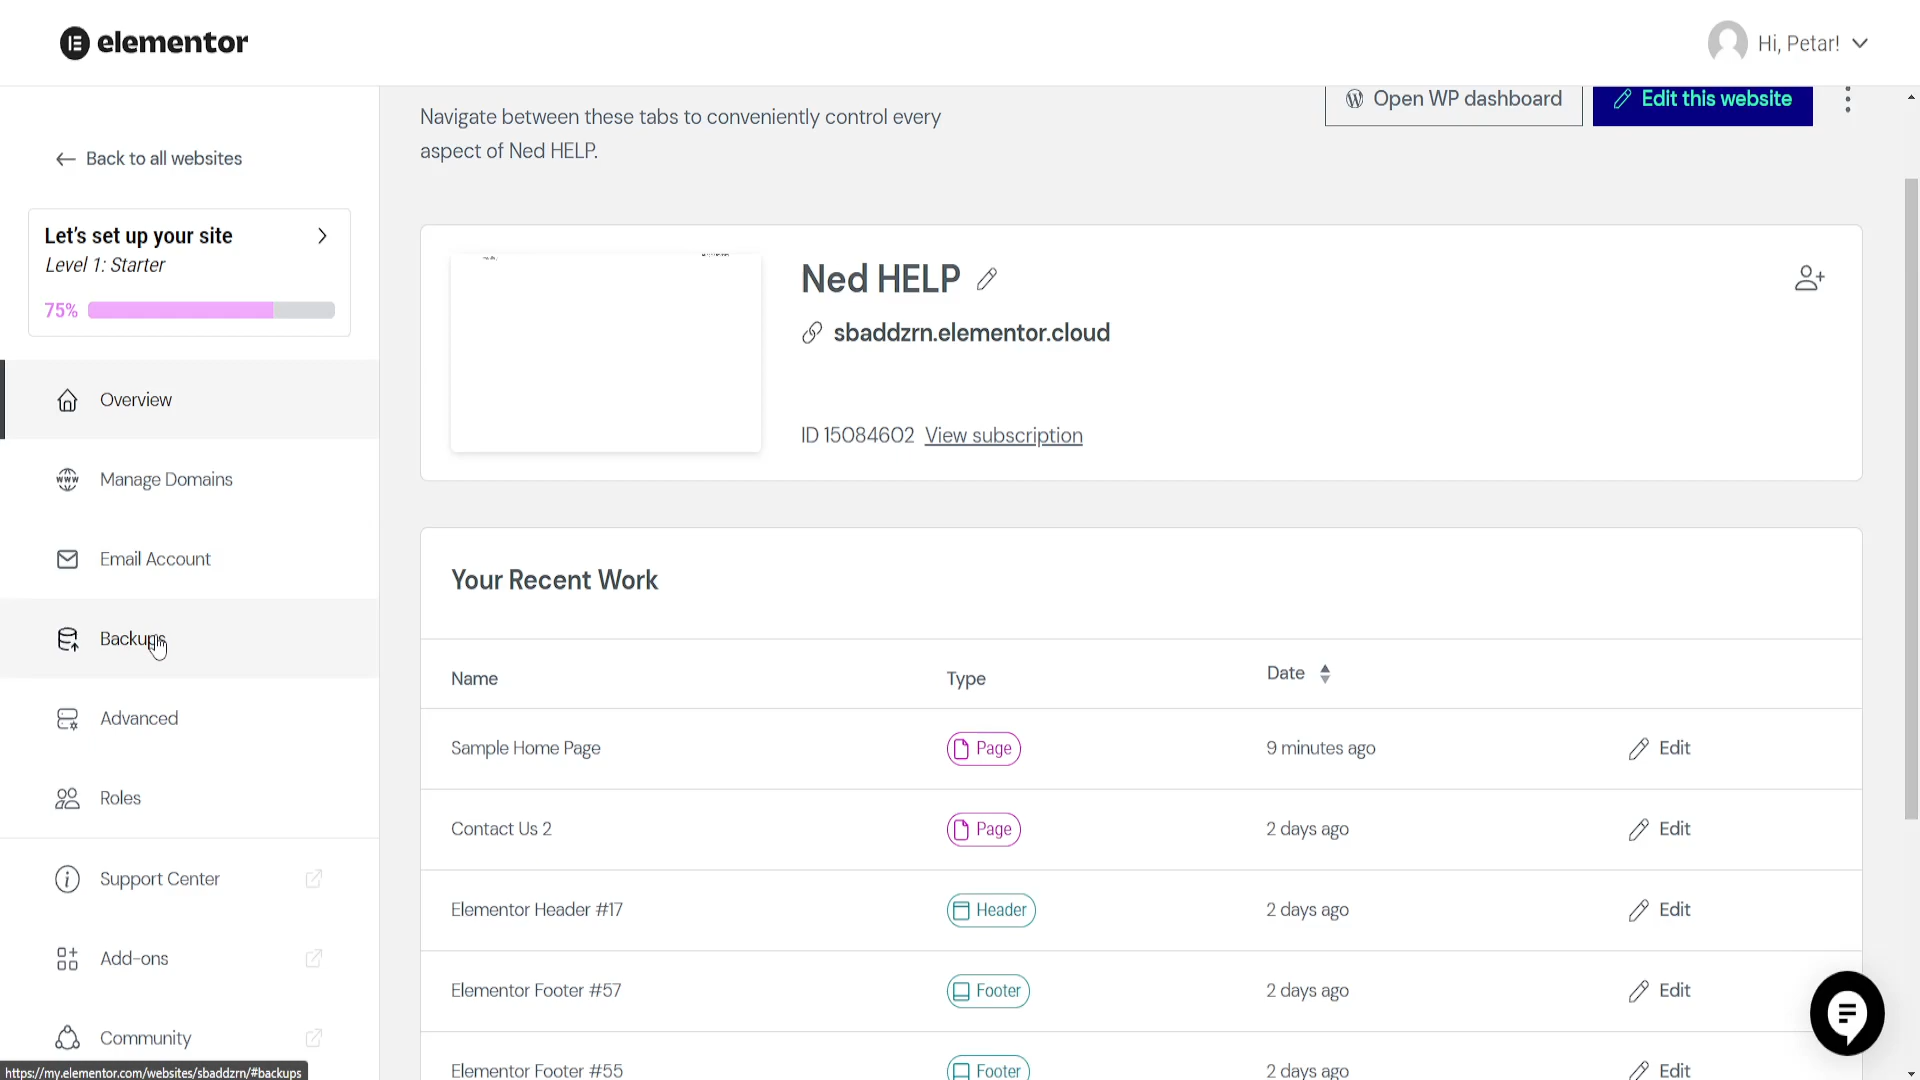 elementor
Hi, Petar!
Back to all websites
Let's set up your site
Level 1: Starter
75%
Overview
Manage Domains
Email Account
Backups
Advanced
Roles
Support Center
Add-ons
Community
https://my.elementor.com/websites/sbaddzrn/#backups
Navigate between these tabs to conveniently control every
aspect of Ned HELP.
Open WP dashboard
Edit this website
Ned HELP
sbaddzrn.elementor.cloud
ID 15084602 View subscription
Your Recent Work
Name Type Date
Sample Home Page Page 9 minutes ago Edit
Contact Us 2 Page 2 days ago Edit
Elementor Header #17 Header 2 days ago Edit
Elementor Footer #57 Footer 2 days ago Edit
Elementor Footer #55 Footer 2 days ago Edit